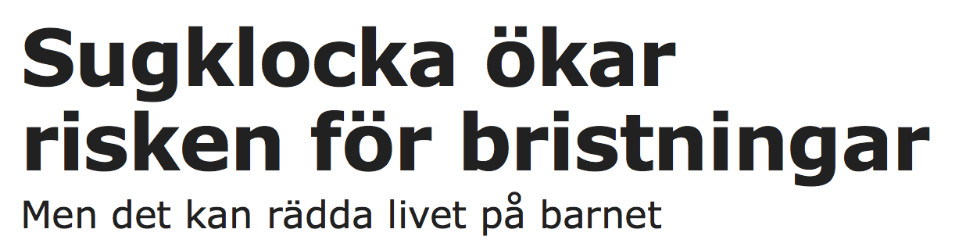 Sugklocka ökar
risken för bristningar
Men det kan rädda livet på barnet